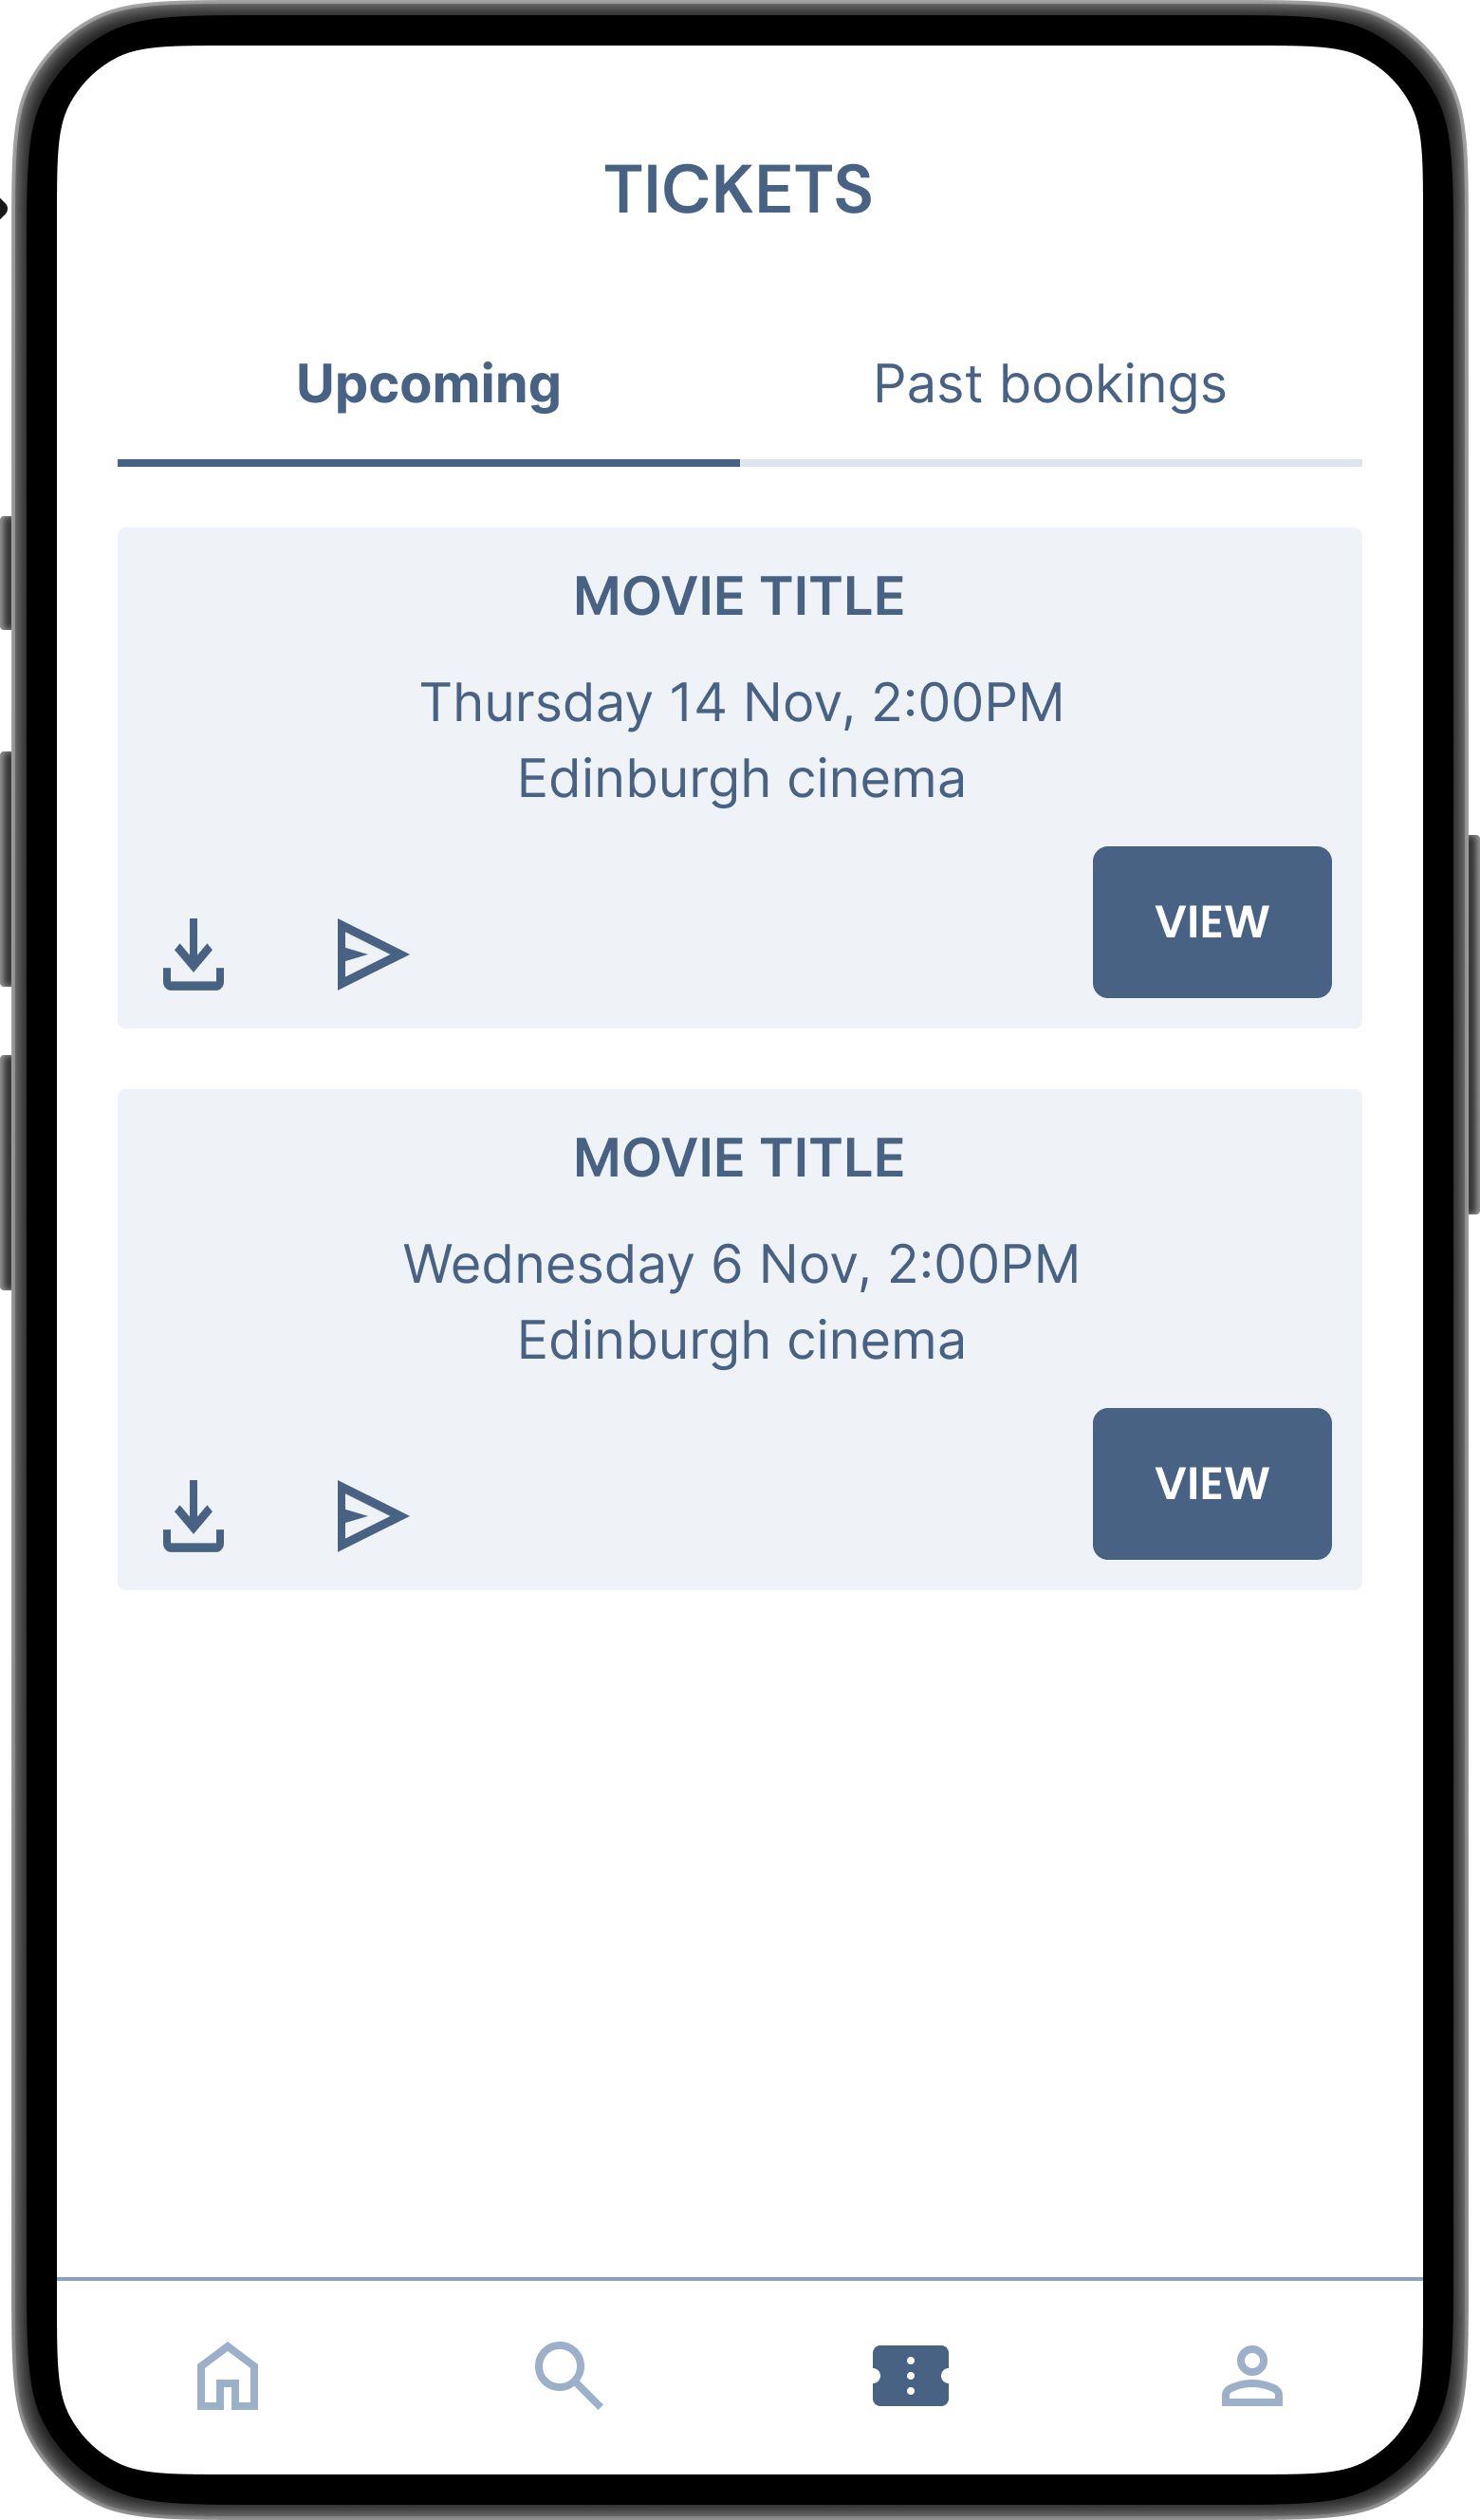 TICKETS
Upcoming
Past bookings
MOVIE TITLE
Thursday 14 Nov, 2:00PM
Edinburgh cinema
VIEW
MOVIE TITLE
Wednesday 6 Nov, 2:00PM
Edinburgh cinema
VIEW